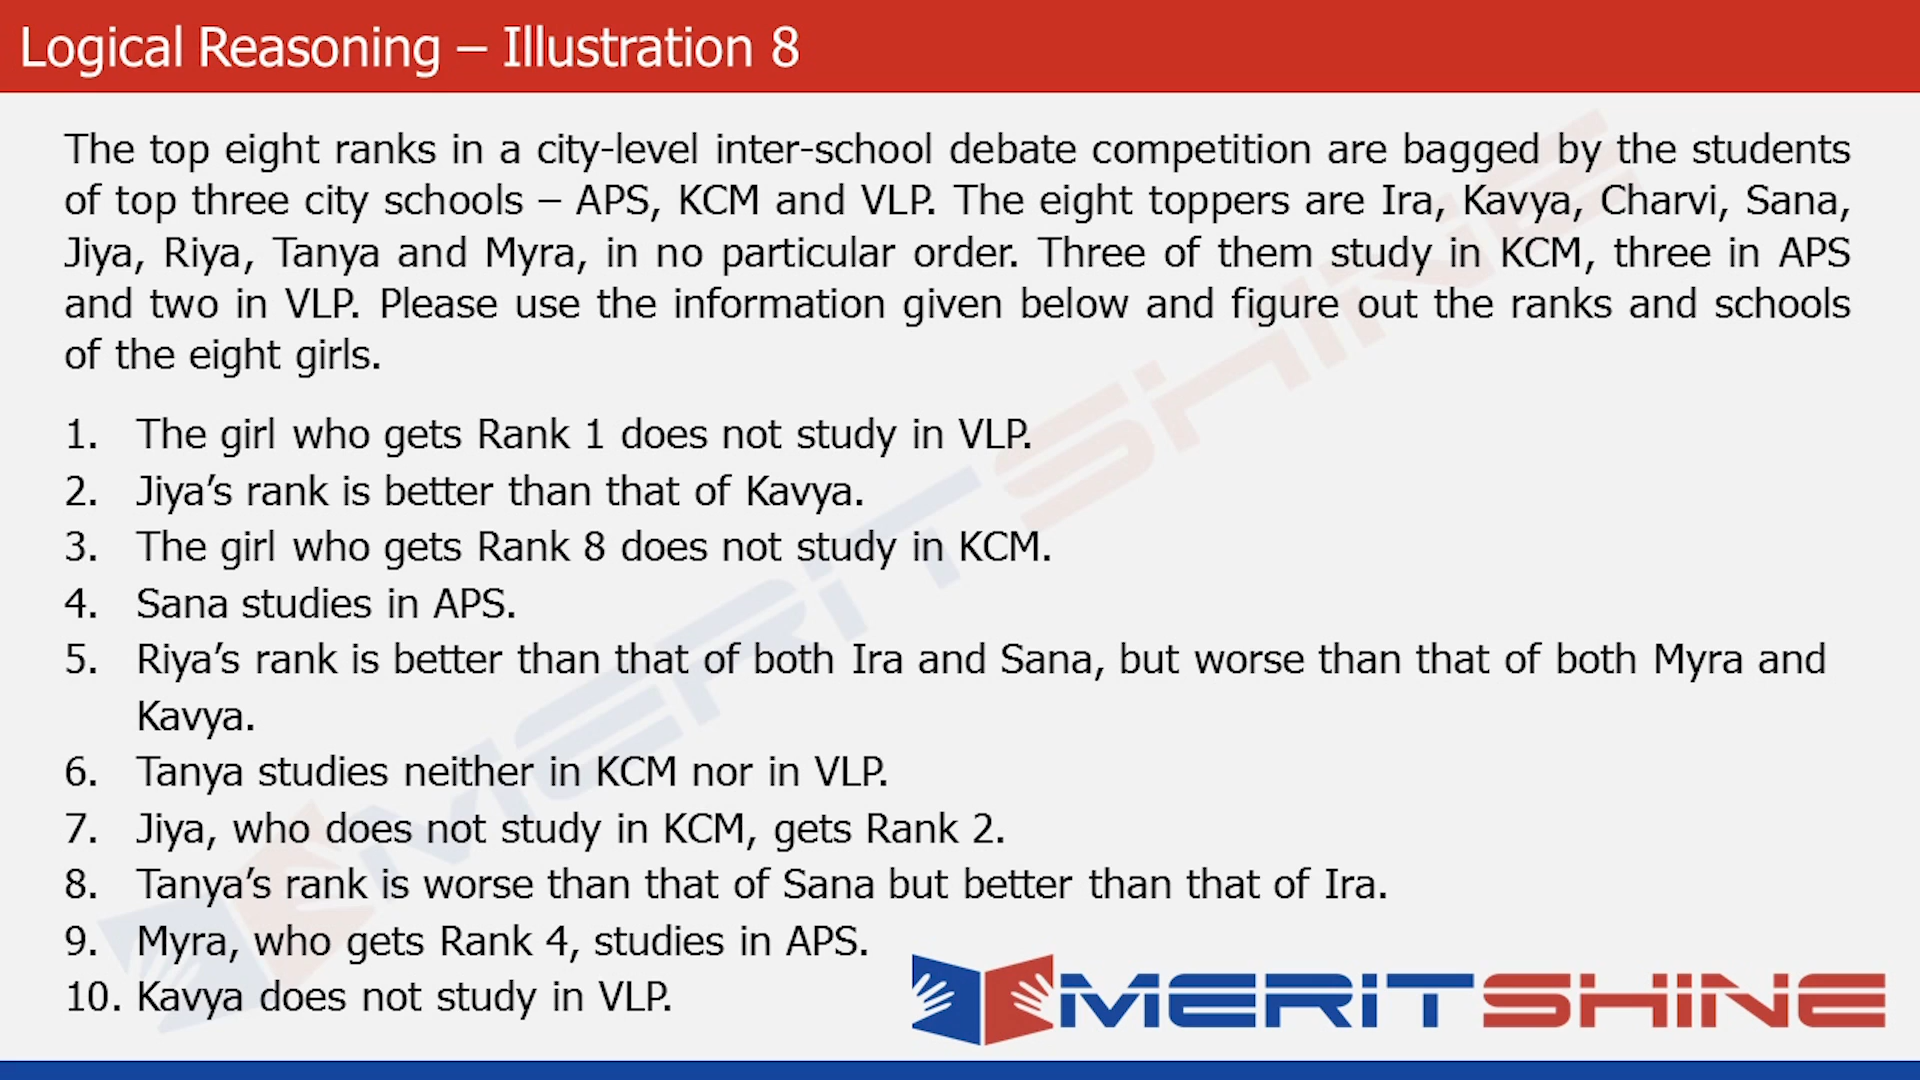 Logical Reasoning – Illustration 8
The top eight ranks in a city-level inter-school debate competition are bagged by the students
of top three city schools – APS, KCM and VLP. The eight toppers are Ira, Kavya, Charvi, Sana,
Jiya, Riya, Tanya and Myra, in no particular order. Three of them study in KCM, three in APS
and two in VLP. Please use the information given below and figure out the ranks and schools
of the eight girls.
1. The girl who gets Rank 1 does not study in VLP.
2. Jiya’s rank is better than that of Kavya.
3. The girl who gets Rank 8 does not study in KCM.
4. Sana studies in APS.
5. Riya’s rank is better than that of both Ira and Sana, but worse than that of both Myra and
Kavya.
6. Tanya studies neither in KCM nor in VLP.
7. Jiya, who does not study in KCM, gets Rank 2.
8. Tanya’s rank is worse than that of Sana but better than that of Ira.
9. Myra, who gets Rank 4, studies in APS.
10. Kavya does not study in VLP.
MERITSHINE
MERITSHINE